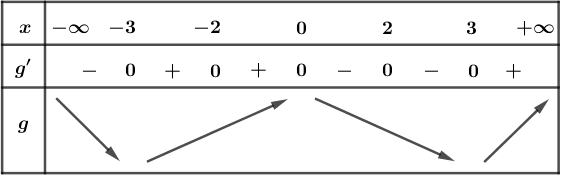 x −∞ −3 −2 0 2 3 +∞
g′ − 0 + 0 + 0 − 0 − 0 +
g